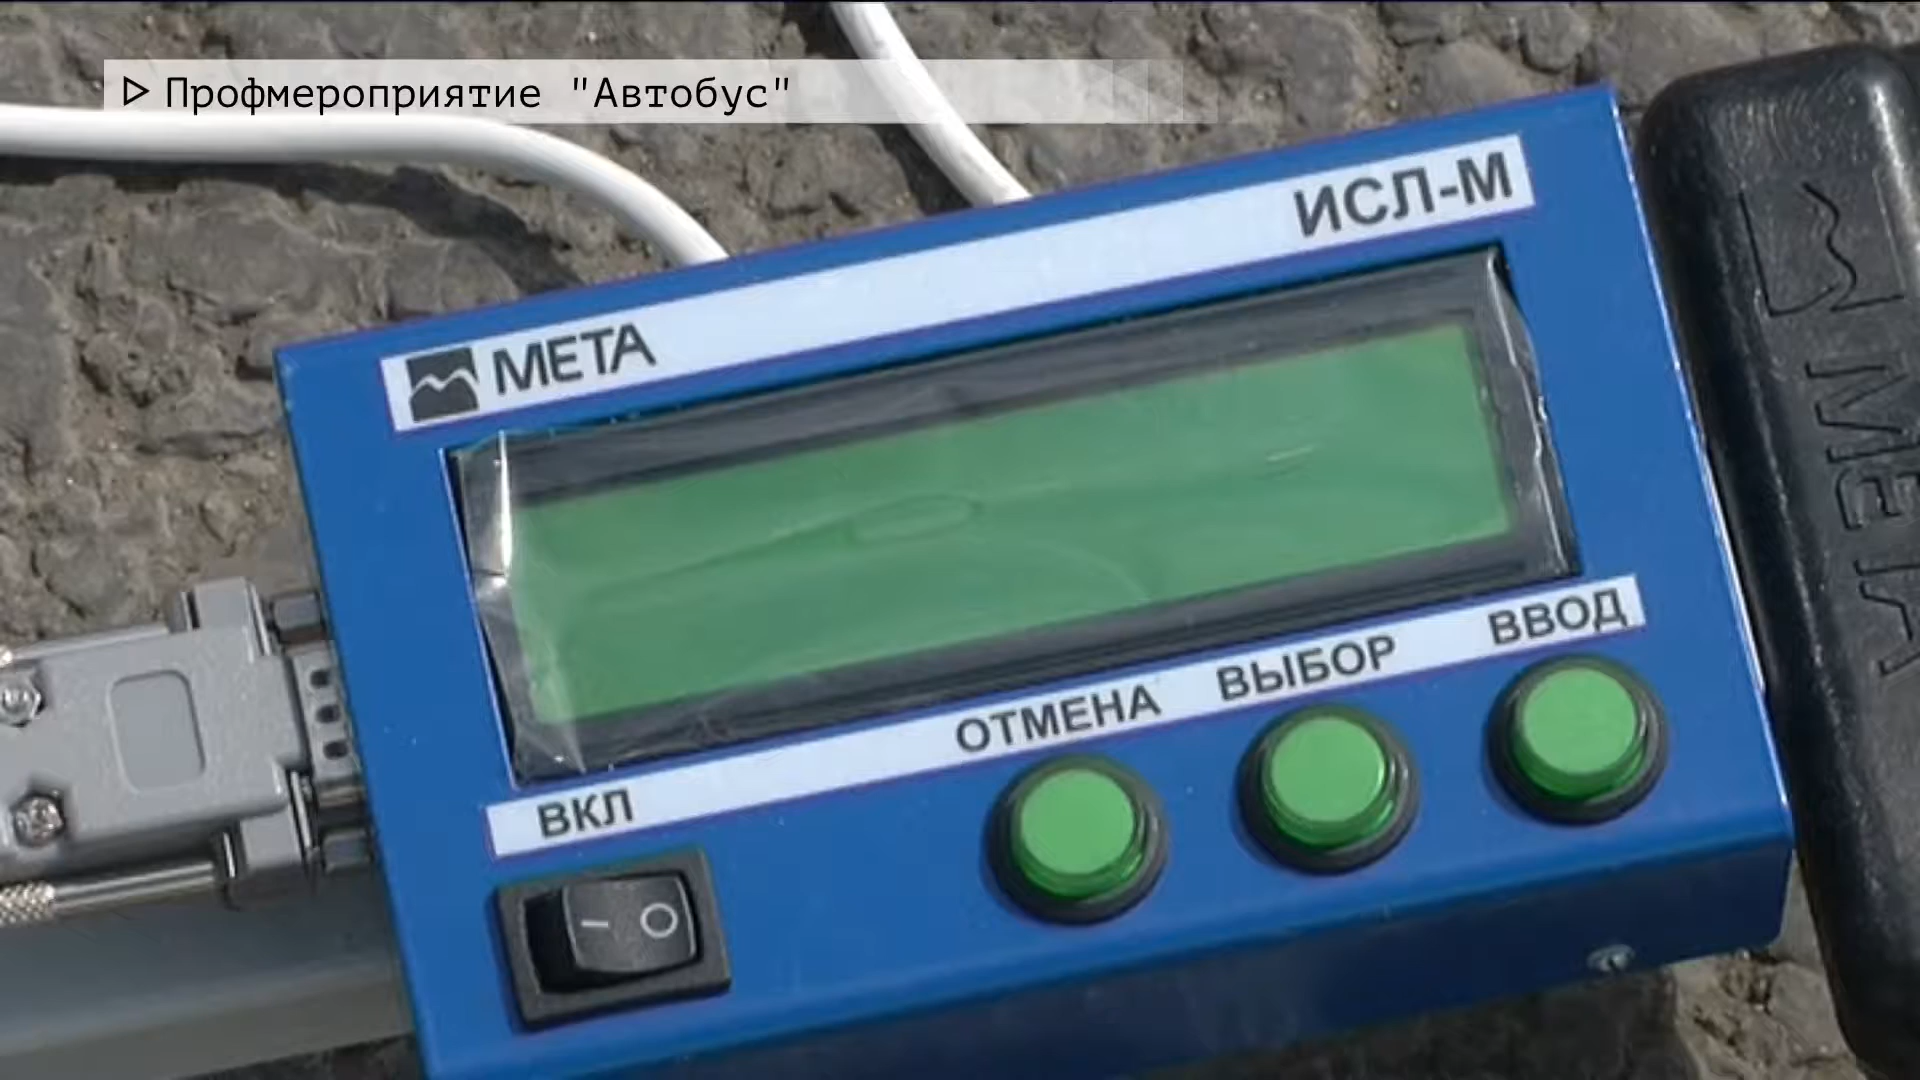 Профмероприятие "Автобус"
ИСЛ-М
МЕТА
МЕТА
ОТМЕНА ВЫБОР ВВОД
ВКЛ